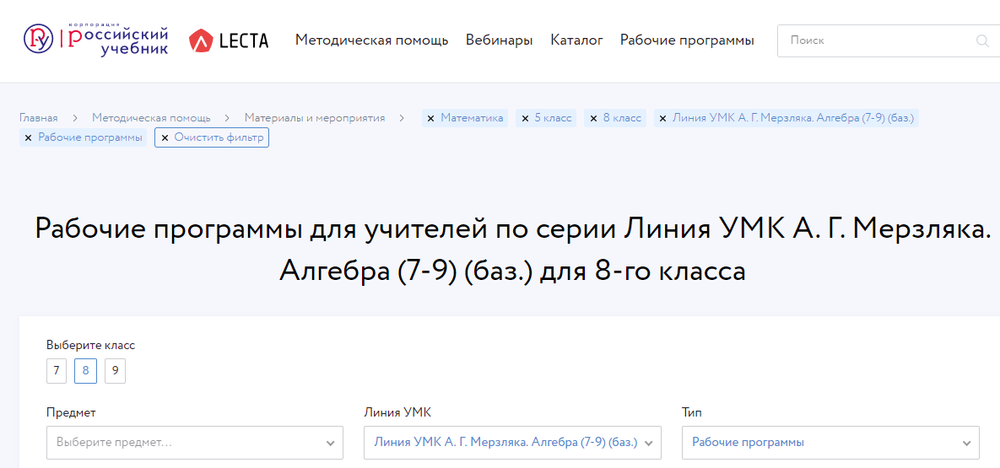 корпорация
российский
учебник
LECTA
Методическая помощь Вебинары Каталог Рабочие программы
Поиск
Главная Методическая помощь Материалы и мероприятия × Математика × 5 класс × 8 класс × Линия УМК А. Г. Мерзляка. Алгебра (7-9) (баз.)
× Рабочие программы × Очистить фильтр
Рабочие программы для учителей по серии Линия УМК А. Г. Мерзляка.
Алгебра (7-9) (баз.) для 8-го класса
Выберите класс
7 8 9
Предмет Линия УМК Тип
Выберите предмет... Линия УМК А. Г. Мерзляка. Алгебра (7-9) (баз.) Рабочие программы